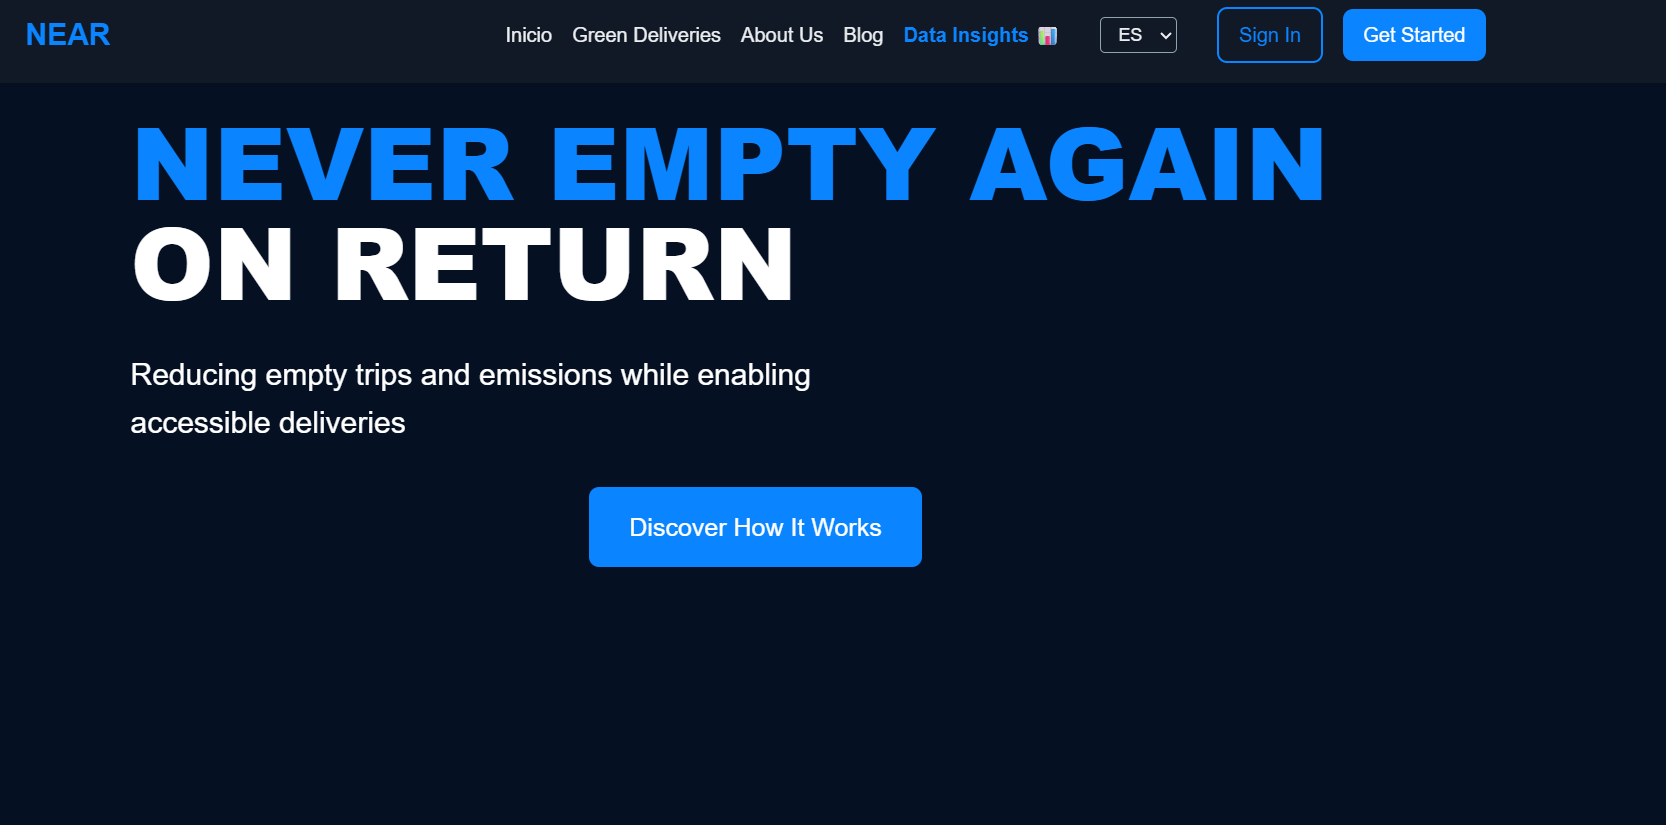 NEAR
Inicio Green Deliveries About Us Blog Data Insights 📊 ES Sign In Get Started
NEVER EMPTY AGAIN
ON RETURN
Reducing empty trips and emissions while enabling
accessible deliveries
Discover How It Works